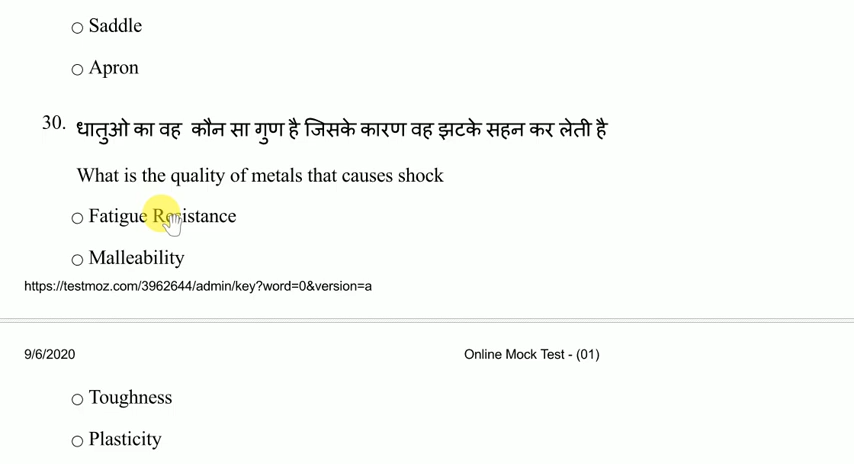 Saddle
Apron
30. धातुओ का वह कौन सा गुण है जिसके कारण वह झटके सहन कर लेती है
What is the quality of metals that causes shock
Fatigue Resistance
Malleability
https://testmoz.com/3962644/admin/key?word=0&version=a
9/6/2020 Online Mock Test - (01)
Toughness
Plasticity